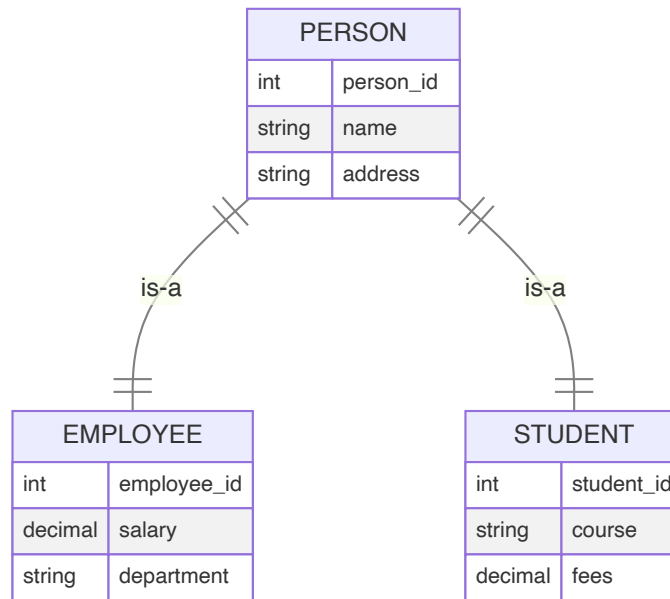 PERSON
int person_id
string name
string address
is-a is-a
EMPLOYEE
int employee_id
decimal salary
string department
STUDENT
int student_id
string course
decimal fees